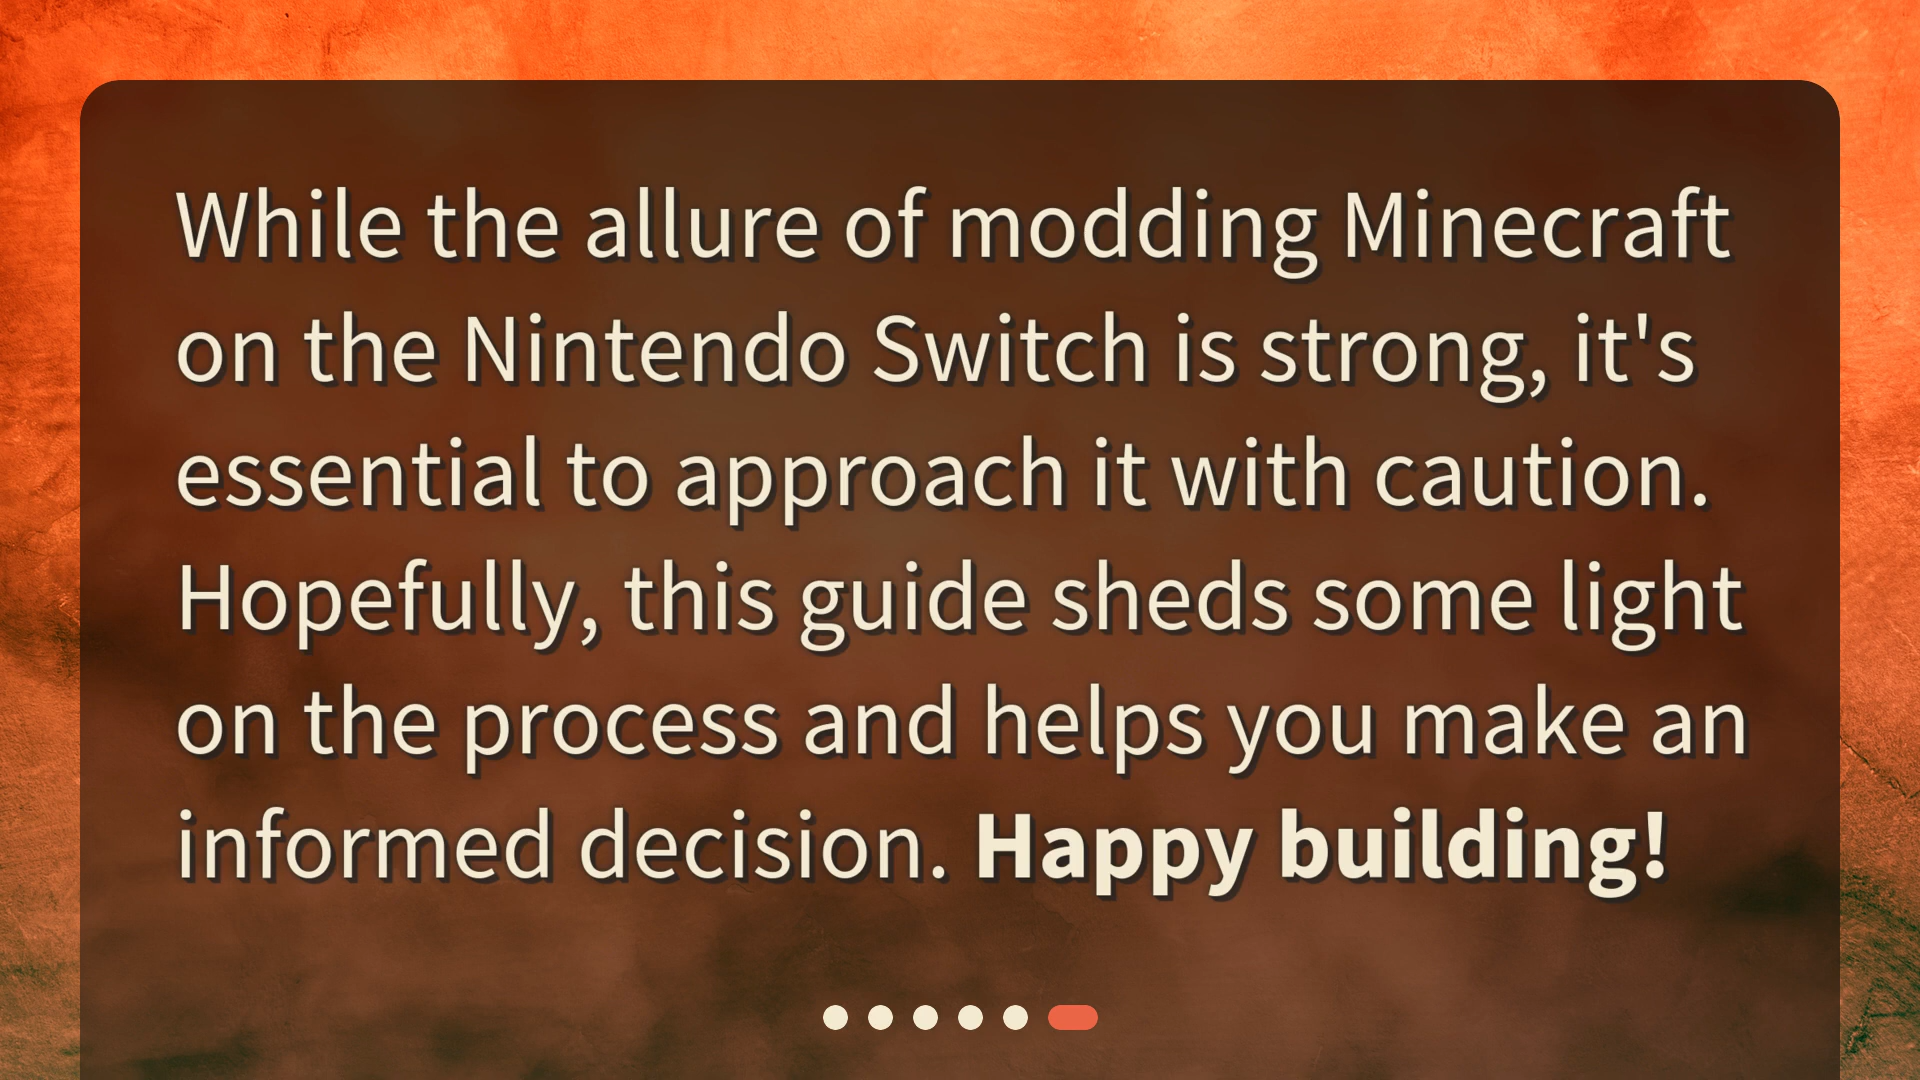 While the allure of modding Minecraft
on the Nintendo Switch is strong, it's
essential to approach it with caution.
Hopefully, this guide sheds some light
on the process and helps you make an
informed decision. Happy building!